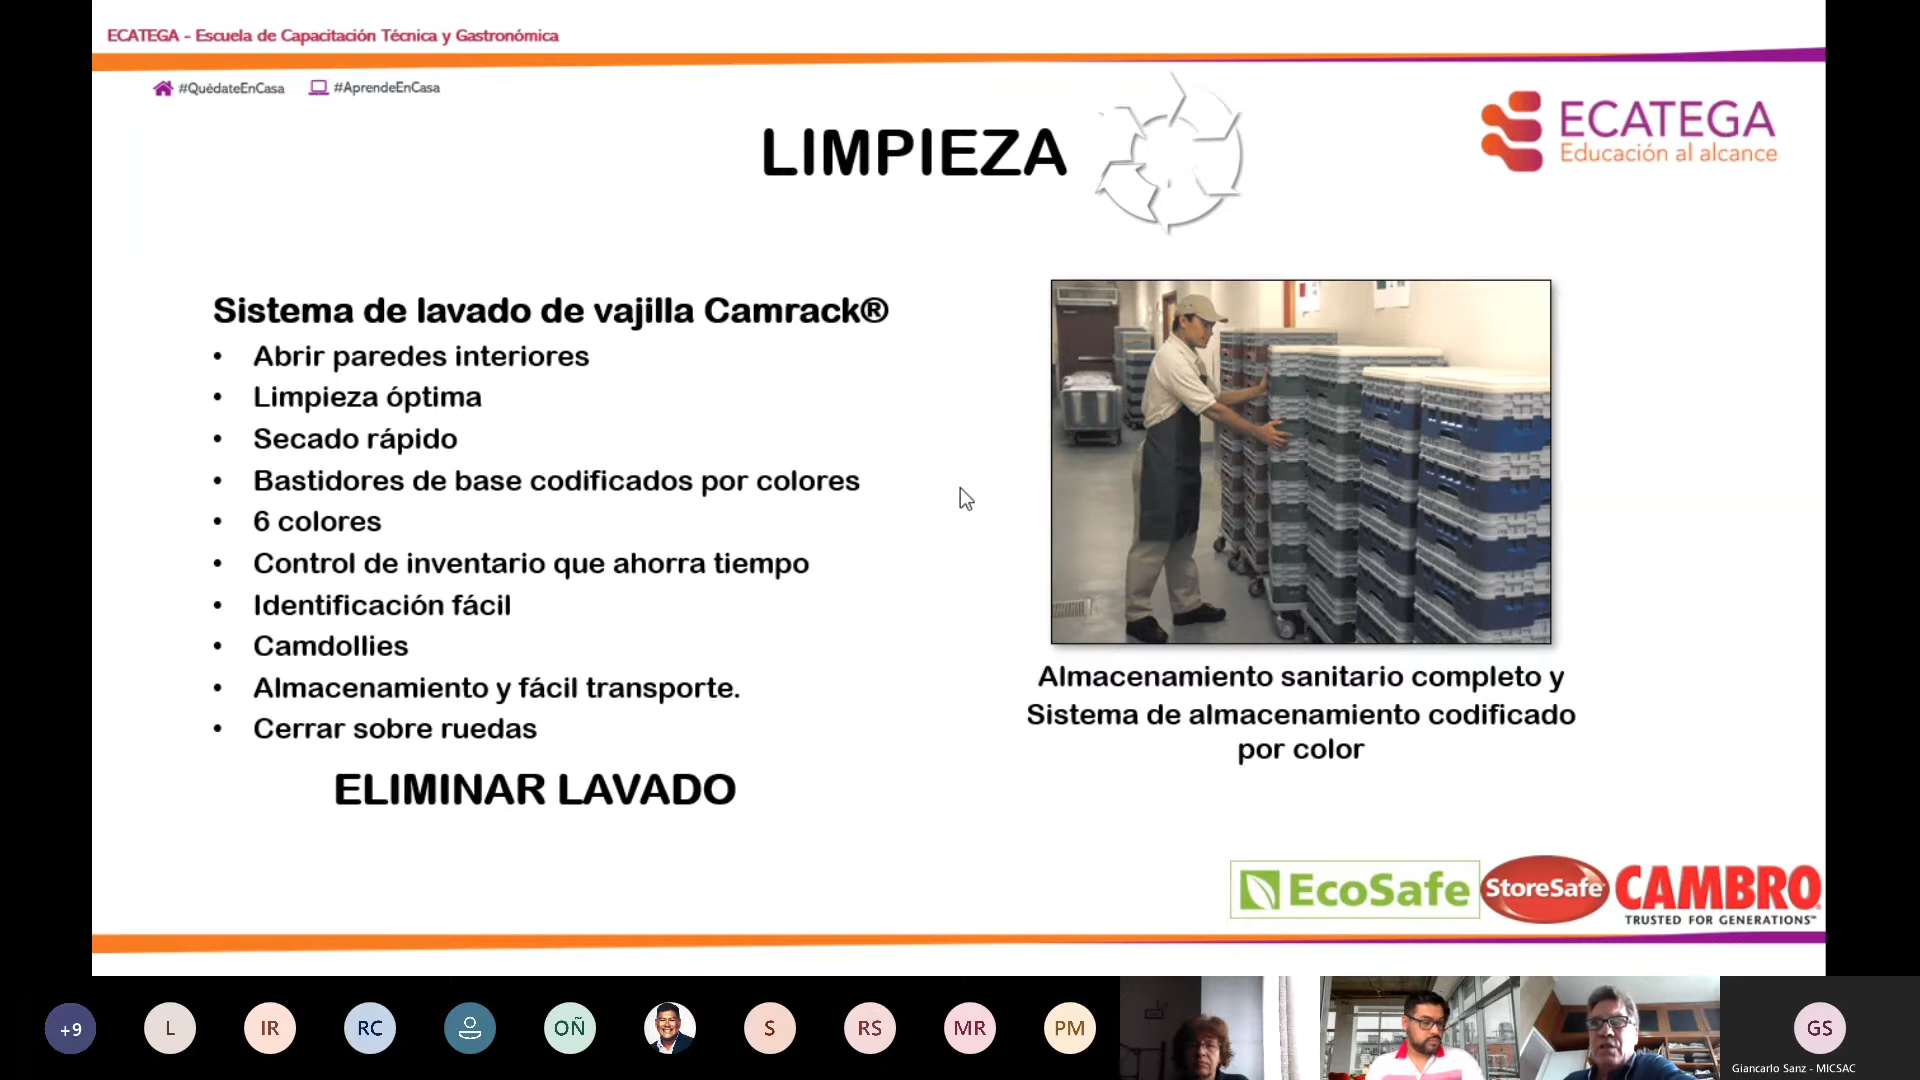 ECATEGA - Escuela de Capacitación Técnica y Gastronómica
#QuédateEnCasa #AprendeEnCasa
LIMPIEZA
ECATEGA
Educación al alcance
Sistema de lavado de vajilla Camrack®
• Abrir paredes interiores
• Limpieza óptima
• Secado rápido
• Bastidores de base codificados por colores
• 6 colores
• Control de inventario que ahorra tiempo
• Identificación fácil
• Camdollies
• Almacenamiento y fácil transporte.
• Cerrar sobre ruedas
ELIMINAR LAVADO
Almacenamiento sanitario completo y
Sistema de almacenamiento codificado
por color
EcoSafe
StoreSafe
CAMBRO
TRUSTED FOR GENERATIONS™
+9
L
IR
RC
OÑ
S
RS
MR
PM
GS
Giancarlo Sanz - MICSAC